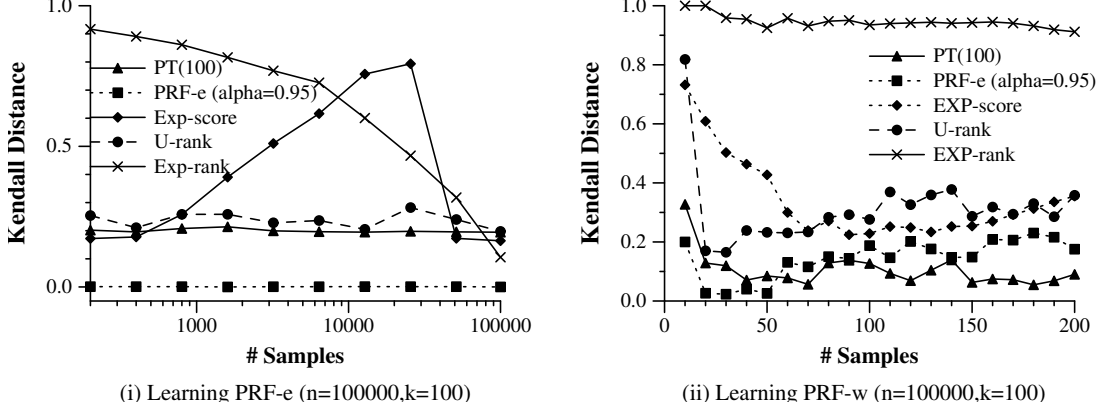 1.0
0.5
0.0
Kendall Distance
PT(100)
PRF-e (alpha=0.95)
Exp-score
U-rank
Exp-rank
1000
10000
100000
# Samples
(i) Learning PRF-e (n=100000,k=100)
1.0
0.8
0.6
0.4
0.2
0.0
Kendall Distance
PT(100)
PRF-e (alpha=0.95)
EXP-score
U-rank
EXP-rank
0
50
100
150
200
# Samples
(ii) Learning PRF-w (n=100000,k=100)